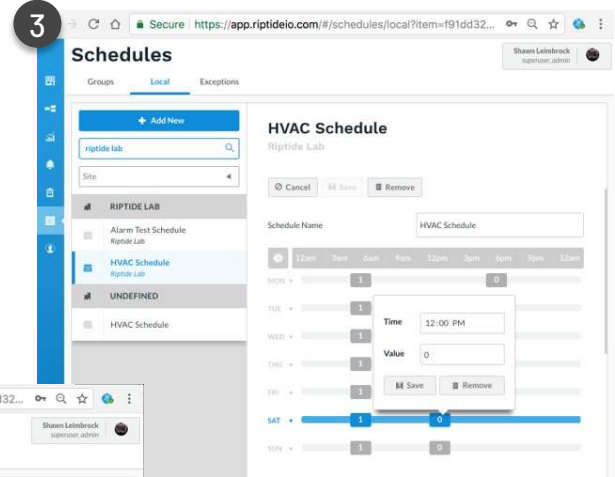 3
Secure https://app.riptideio.com/#/schedules/local?item=f91dd32...
Schedules
Shawn Leimbrock
superuser, admin
Groups Local Exceptions
+ Add New
riptide lab
Site
RIPTIDE LAB
Alarm Test Schedule
Riptide Lab
HVAC Schedule
Riptide Lab
UNDEFINED
HVAC Schedule
HVAC Schedule
Riptide Lab
Cancel Save Remove
Schedule Name HVAC Schedule
12am 3am 6am 9am 12pm 3pm 6pm 9pm 12am
MON 1 0
TUE 1
WED 1
THU 1
FRI 1
SAT 1 0
SUN 1 0
Time 12:00 PM
Value 0
Save Remove
d32...
Shawn Leimbrock
superuser, admin